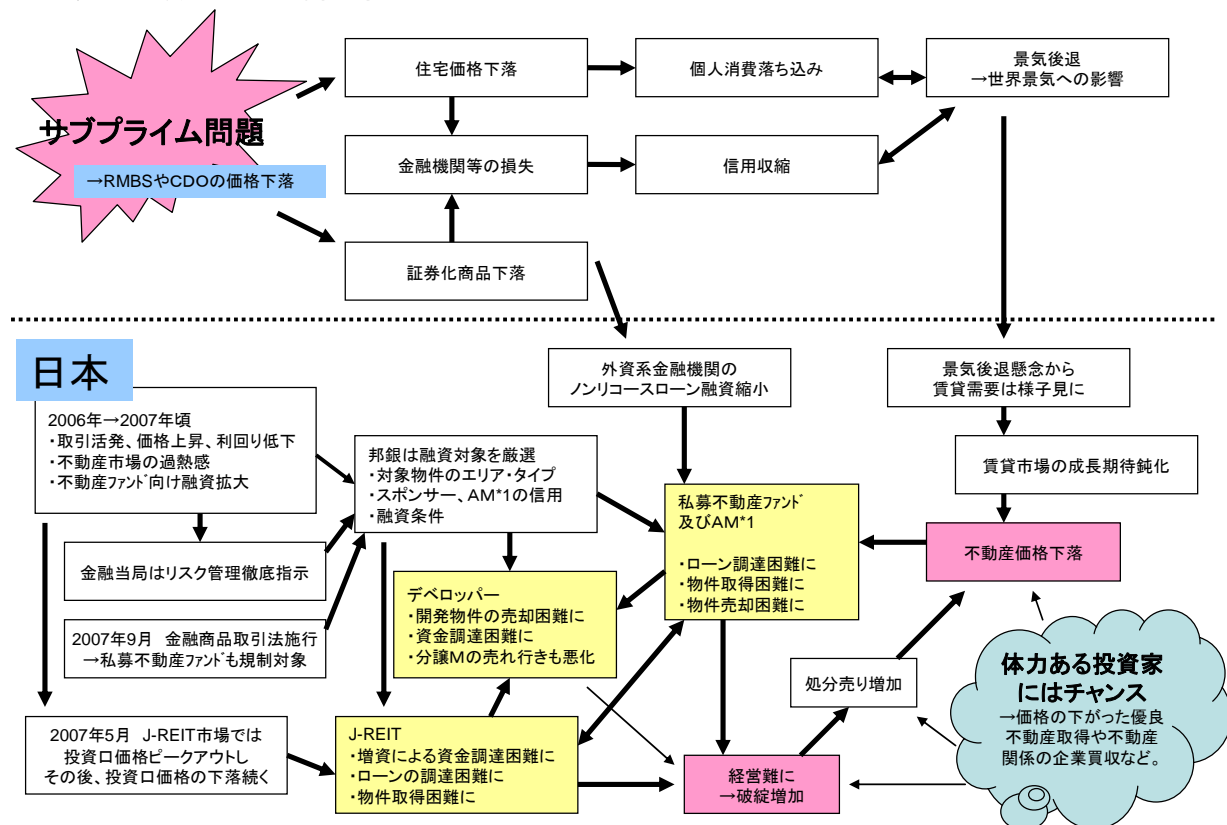 サブプライム問題
→RMBSやCDOの価格下落
住宅価格下落
個人消費落ち込み
景気後退
→世界景気への影響
金融機関等の損失
信用収縮
証券化商品下落
日本
2006年→2007年頃
・取引活発、価格上昇、利回り低下
・不動産市場の過熱感
・不動産ファンド向け融資拡大
金融当局はリスク管理徹底指示
2007年9月 金融商品取引法施行
→私募不動産ファンドも規制対象
2007年5月 J-REIT市場では
投資口価格ピークアウトし
その後、投資口価格の下落続く
邦銀は融資対象を厳選
・対象物件のエリア・タイプ
・スポンサー、AM*1の信用
・融資条件
外資系金融機関の
ノンリコースローン融資縮小
景気後退懸念から
賃貸需要は様子見に
賃貸市場の成長期待鈍化
不動産価格下落
私募不動産ファンド
及びAM*1
・ローン調達困難に
・物件取得困難に
・物件売却困難に
デベロッパー
・開発物件の売却困難に
・資金調達困難に
・分譲Mの売れ行きも悪化
J-REIT
・増資による資金調達困難に
・ローンの調達困難に
・物件取得困難に
処分売り増加
経営難に
→破綻増加
体力ある投資家
にはチャンス
→価格の下がった優良
不動産取得や不動産
関係の企業買収など。